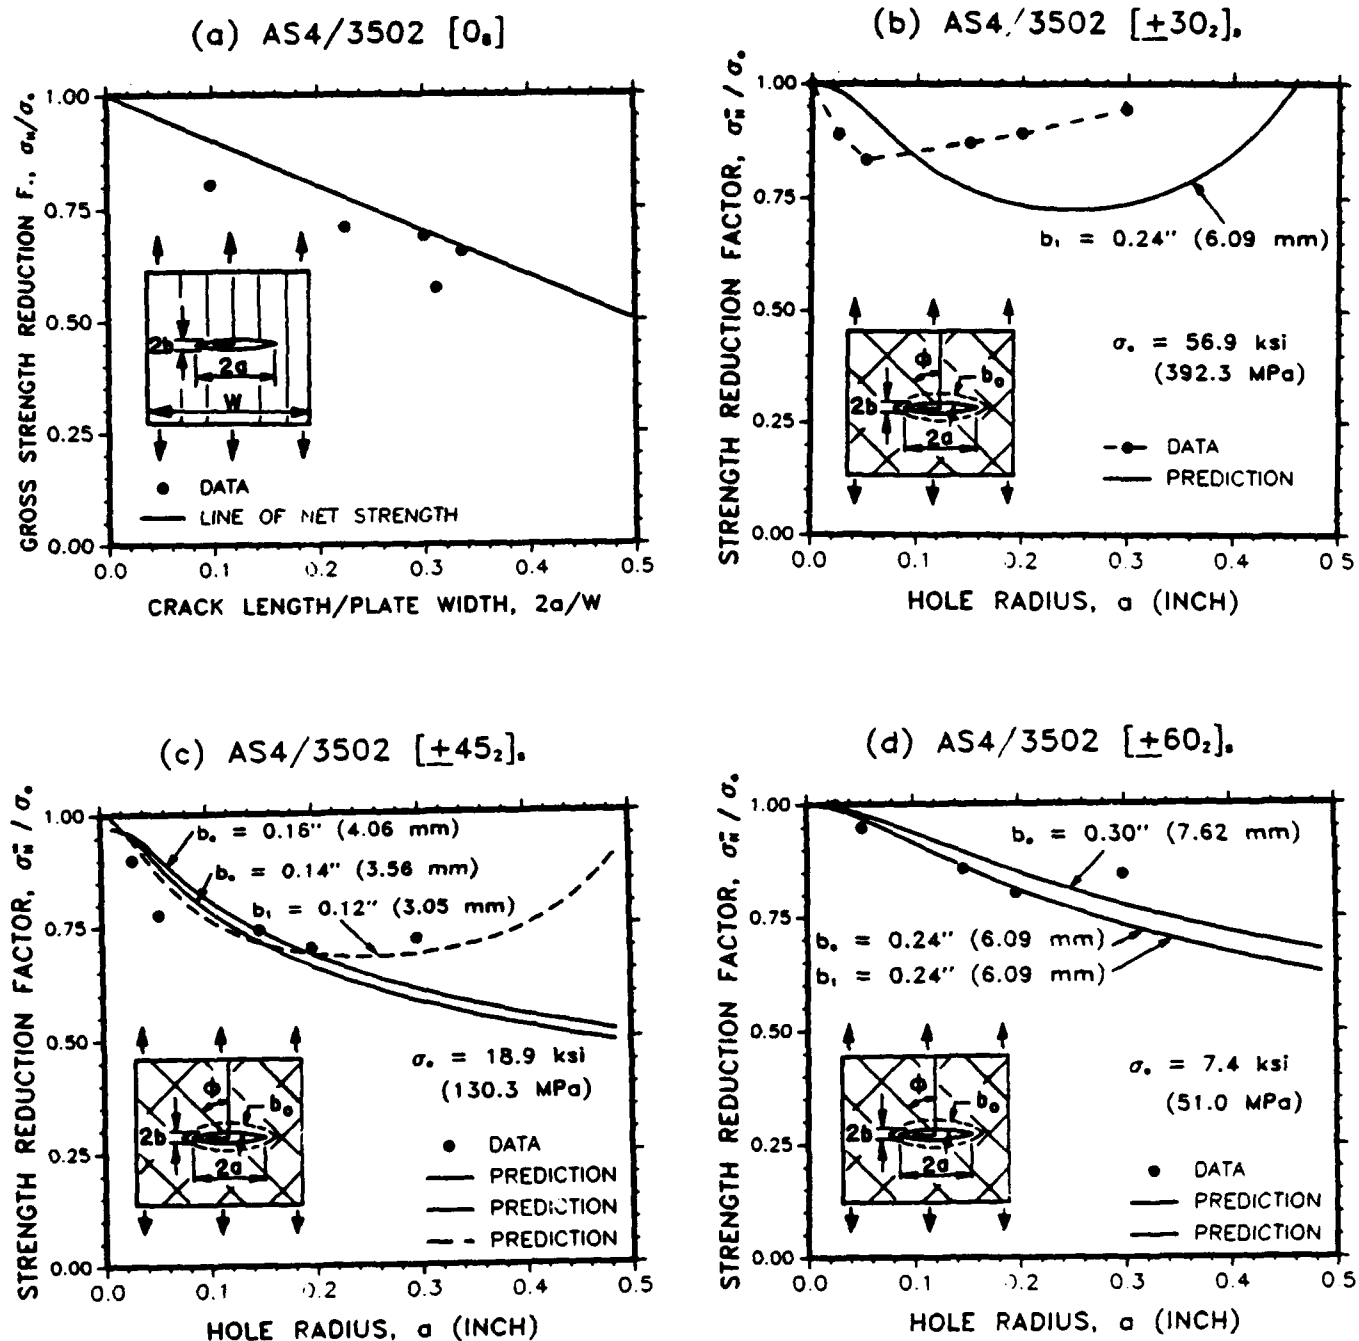 (a) AS4/3502 [0₈]
GROSS STRENGTH REDUCTION F., σ_N/σ₀
1.00
0.75
0.50
0.25
0.00
2b
2a
W
● DATA
— LINE OF NET STRENGTH
0.0 0.1 0.2 0.3 0.4 0.5
CRACK LENGTH/PLATE WIDTH, 2a/W
(b) AS4/3502 [±30₂]ₛ
STRENGTH REDUCTION FACTOR, σ_N^∞/σ₀
1.00
0.75
0.50
0.25
0.00
b₁ = 0.24" (6.09 mm)
σ₀ = 56.9 ksi
(392.3 MPa)
ϕ
b₀
2b
2a
-●- DATA
— PREDICTION
0.0 0.1 0.2 0.3 0.4 0.5
HOLE RADIUS, a (INCH)
(c) AS4/3502 [±45₂]ₛ
STRENGTH REDUCTION FACTOR, σ_N^∞/σ₀
1.00
0.75
0.50
0.25
0.00
b₀ = 0.16" (4.06 mm)
b₀ = 0.14" (3.56 mm)
b₁ = 0.12" (3.05 mm)
σ₀ = 18.9 ksi
(130.3 MPa)
ϕ
b₀
2b
2a
● DATA
— PREDICTION
— PREDICTION
-- PREDICTION
0.0 0.1 0.2 0.3 0.4 0.5
HOLE RADIUS, a (INCH)
(d) AS4/3502 [±60₂]ₛ
STRENGTH REDUCTION FACTOR, σ_N^∞/σ₀
1.00
0.75
0.50
0.25
0.00
b₀ = 0.30" (7.62 mm)
b₀ = 0.24" (6.09 mm)
b₁ = 0.24" (6.09 mm)
σ₀ = 7.4 ksi
(51.0 MPa)
ϕ
b₀
2b
2a
● DATA
— PREDICTION
— PREDICTION
0.0 0.1 0.2 0.3 0.4 0.5
HOLE RADIUS, a (INCH)